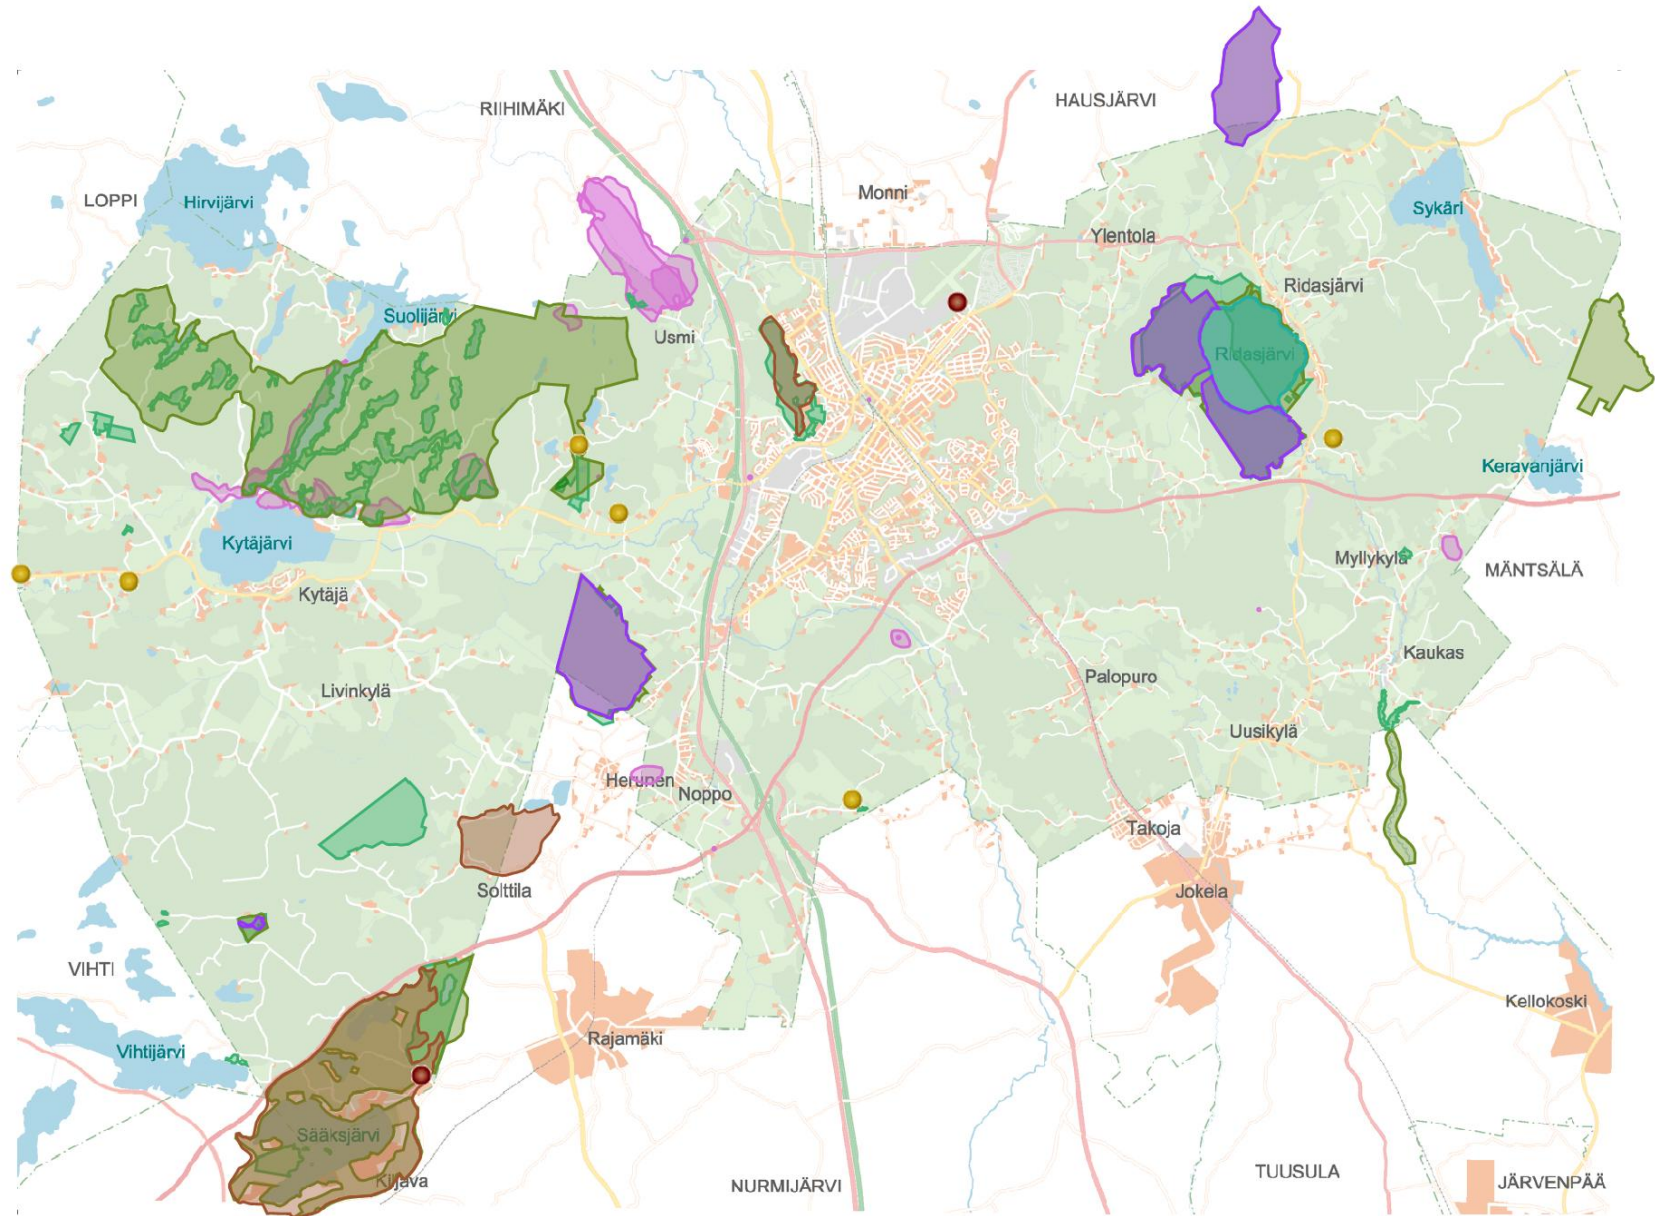 HAUSJÄRVI
RIIHIMÄKI
LOPPI
Hirvijärvi
Monni
Sykäri
Ylentola
Ridasjärvi
Suolijärvi
Usmi
Ridasjärvi
Keravanjärvi
Kytäjärvi
Myllykylä
MÄNTSÄLÄ
Kytäjä
Kaukas
Palopuro
Livinkylä
Uusikylä
Herunen
Noppo
Takoja
Solttila
Jokela
VIHTI
Kellokoski
Rajamäki
Vihtijärvi
Sääksjärvi
TUUSULA
Kiljava
NURMIJÄRVI
JÄRVENPÄÄ